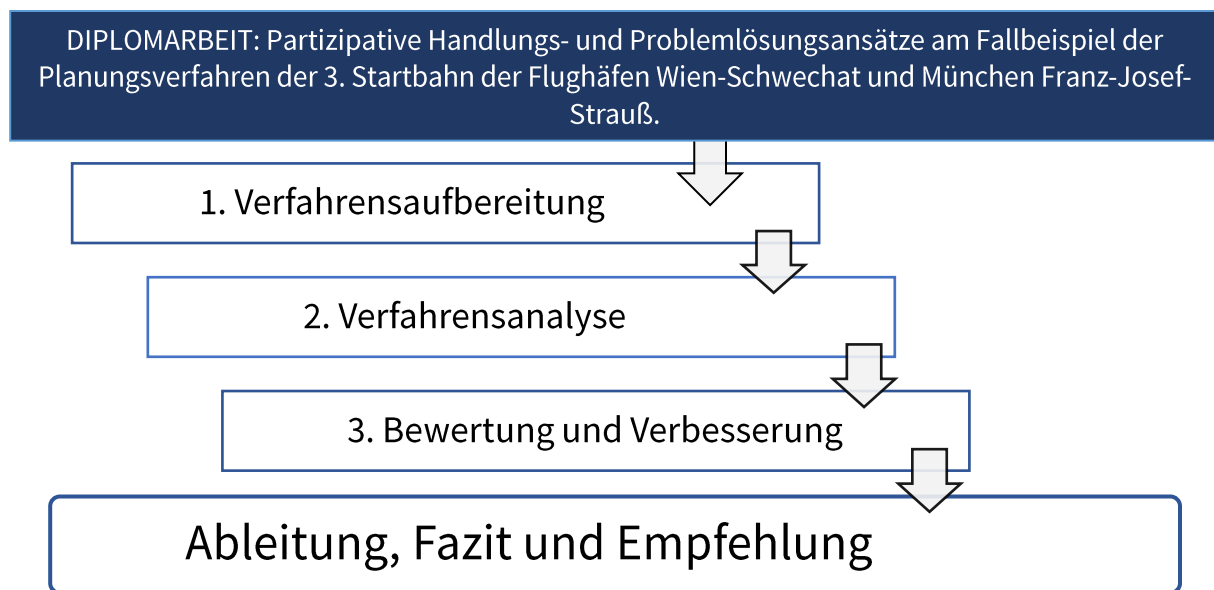 DIPLOMARBEIT: Partizipative Handlungs- und Problemlösungsansätze am Fallbeispiel der
Planungsverfahren der 3. Startbahn der Flughäfen Wien-Schwechat und München Franz-Josef-
Strauß.
1. Verfahrensaufbereitung
2. Verfahrensanalyse
3. Bewertung und Verbesserung
Ableitung, Fazit und Empfehlung